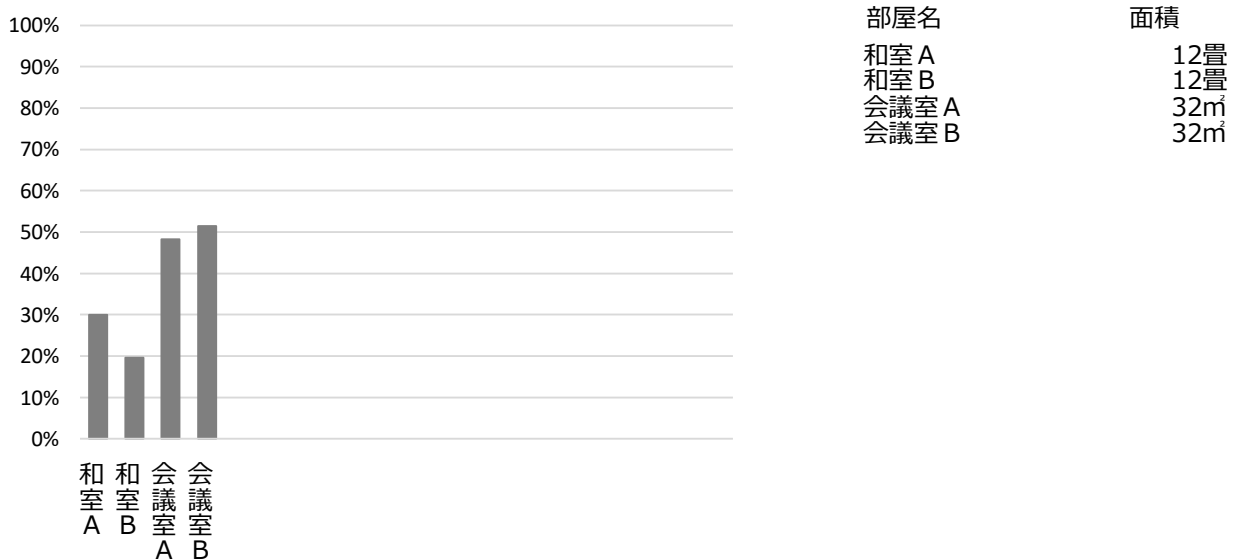 100%
90%
80%
70%
60%
50%
40%
30%
20%
10%
0%
和室A
和室B
会議室A
会議室B
部屋名 面積
和室A 12畳
和室B 12畳
会議室A 32㎡
会議室B 32㎡